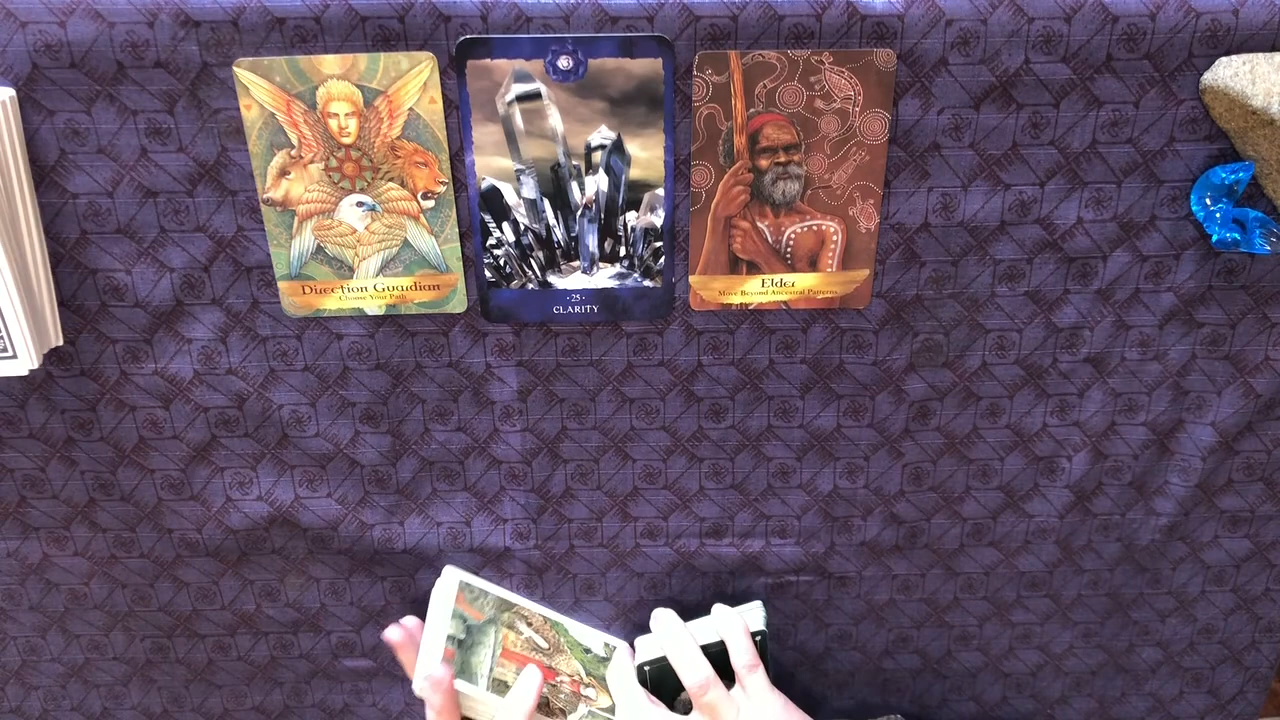 Direction Guardian
Choose Your Path
· 25 ·
CLARITY
Elder
Move Beyond Ancestral Patterns